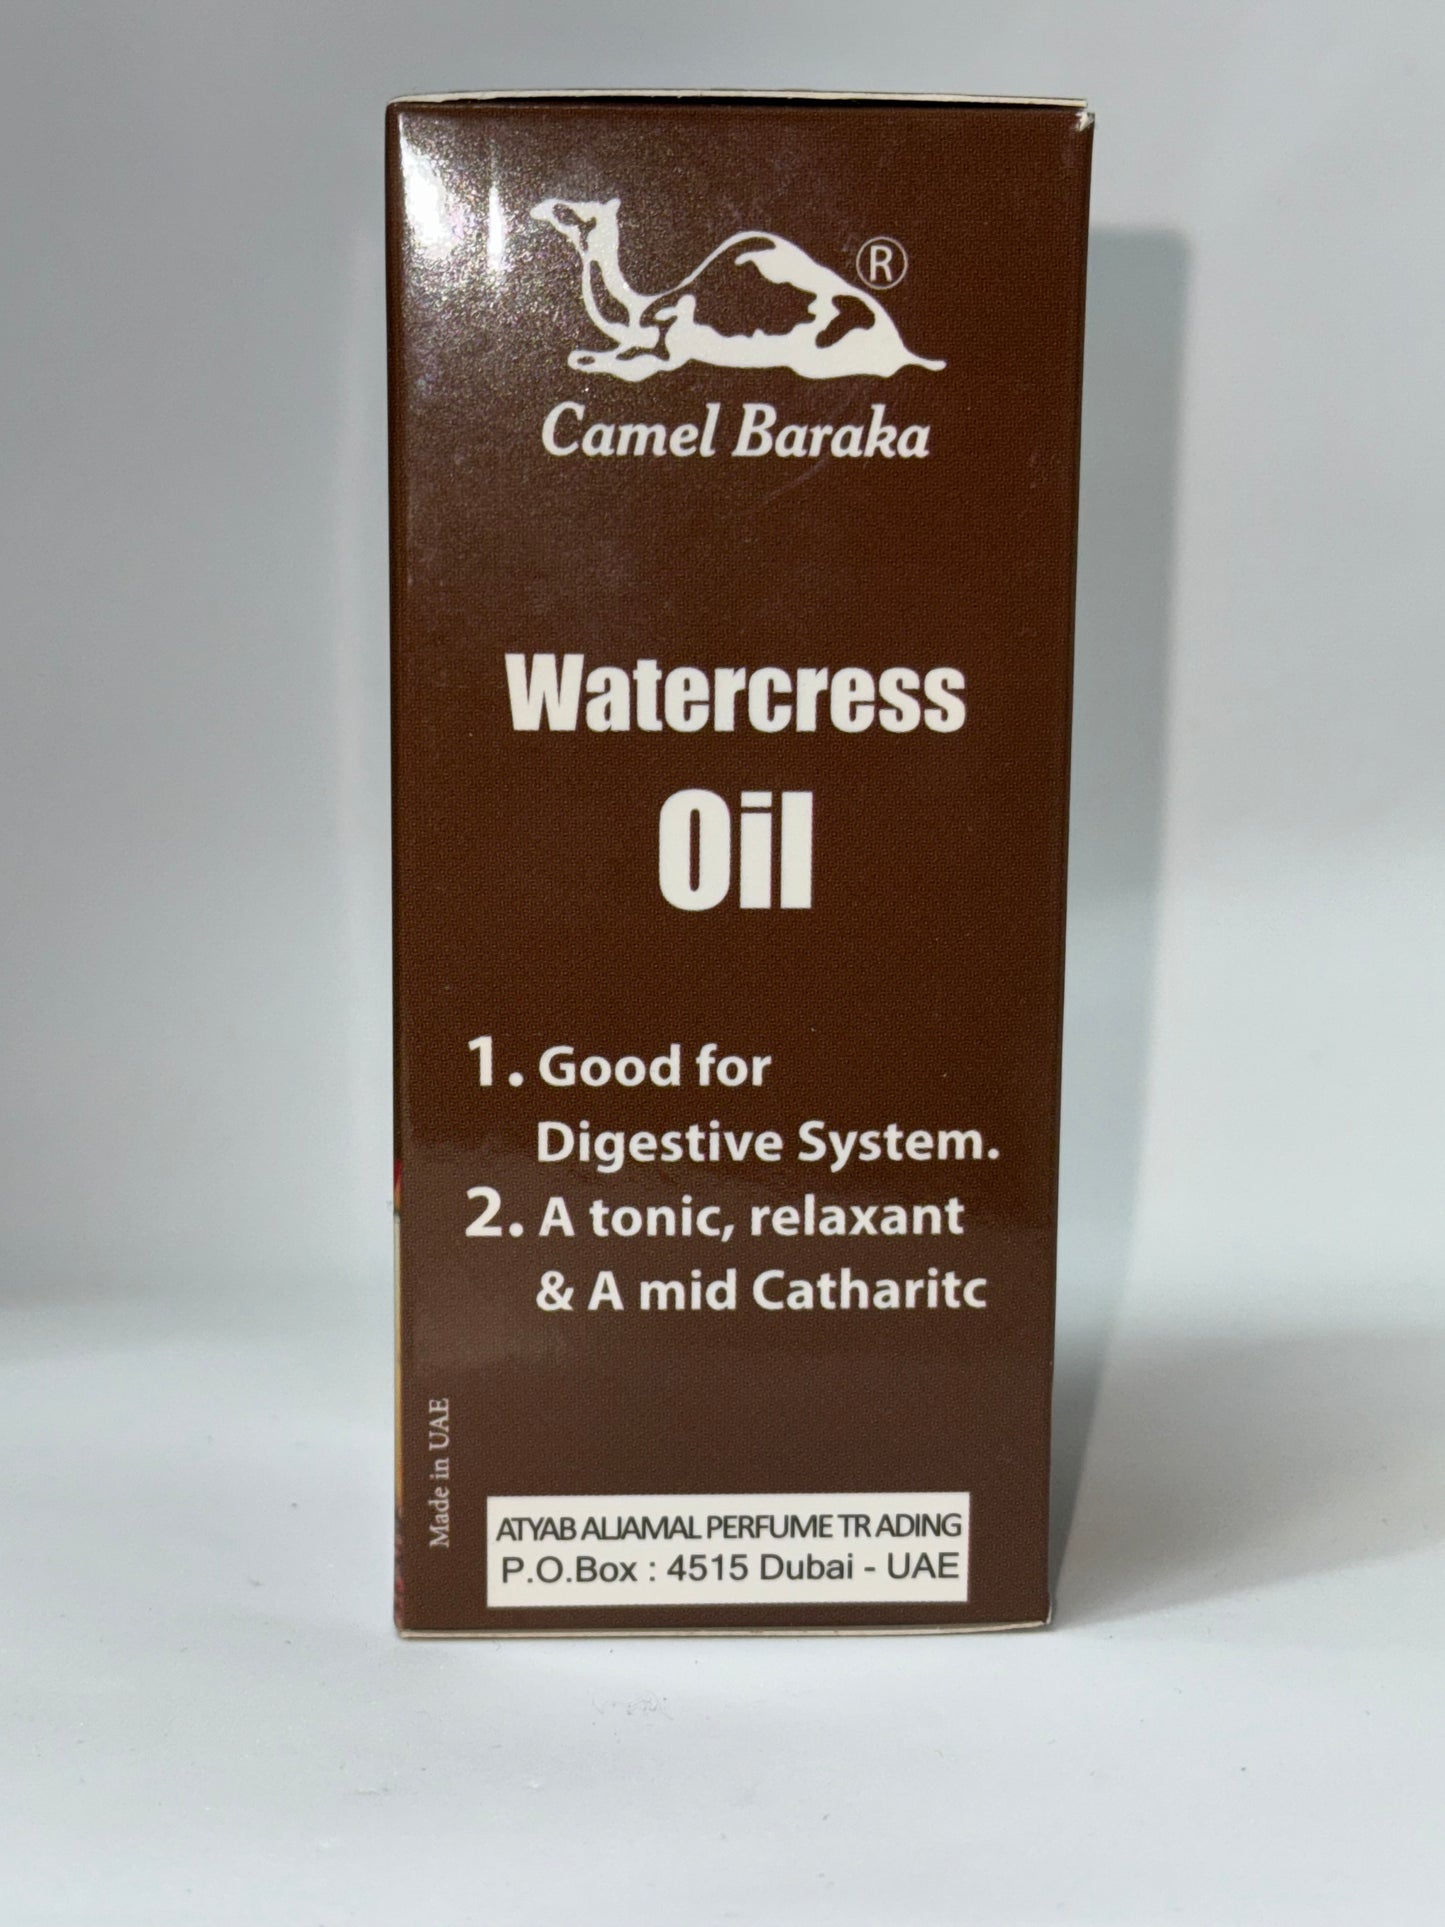 ®
Camel Baraka
Watercress
Oil
1. Good for
Digestive System.
2. A tonic, relaxant
& A mid Catharitc
Made in UAE
ATYAB ALJAMAL PERFUME TRADING
P.O.Box : 4515 Dubai - UAE